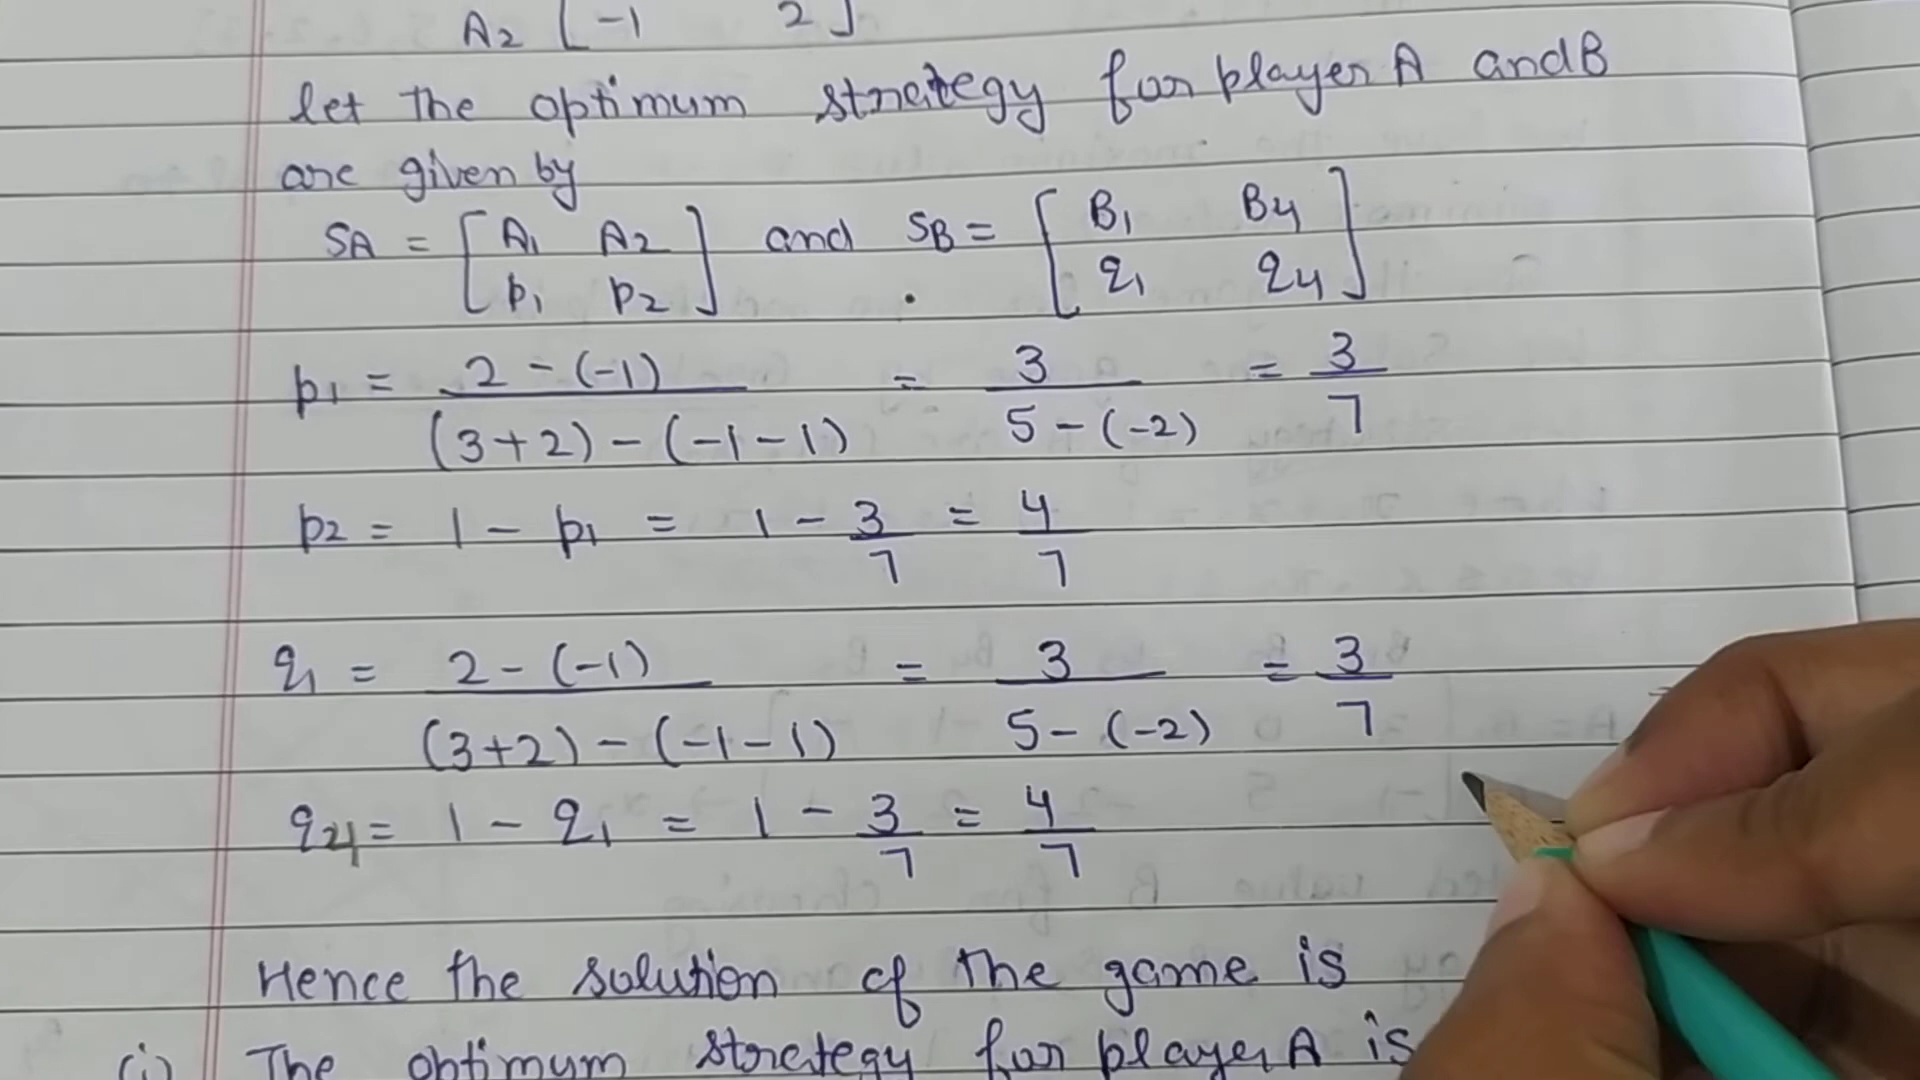 A2 [ -1 2 ]
let the optimum strategy for player A and B
are given by
SA = [ A1 A2 ] and SB = [ B1 B4 ]
[ p1 p2 ] [ q1 q4 ]
p1 = 2 - (-1) / (3+2) - (-1-1) = 3 / 5 - (-2) = 3/7
p2 = 1 - p1 = 1 - 3/7 = 4/7
q1 = 2 - (-1) / (3+2) - (-1-1) = 3 / 5 - (-2) = 3/7
q4 = 1 - q1 = 1 - 3/7 = 4/7
Hence the solution of the game is
(i) The optimum strategy for player A is